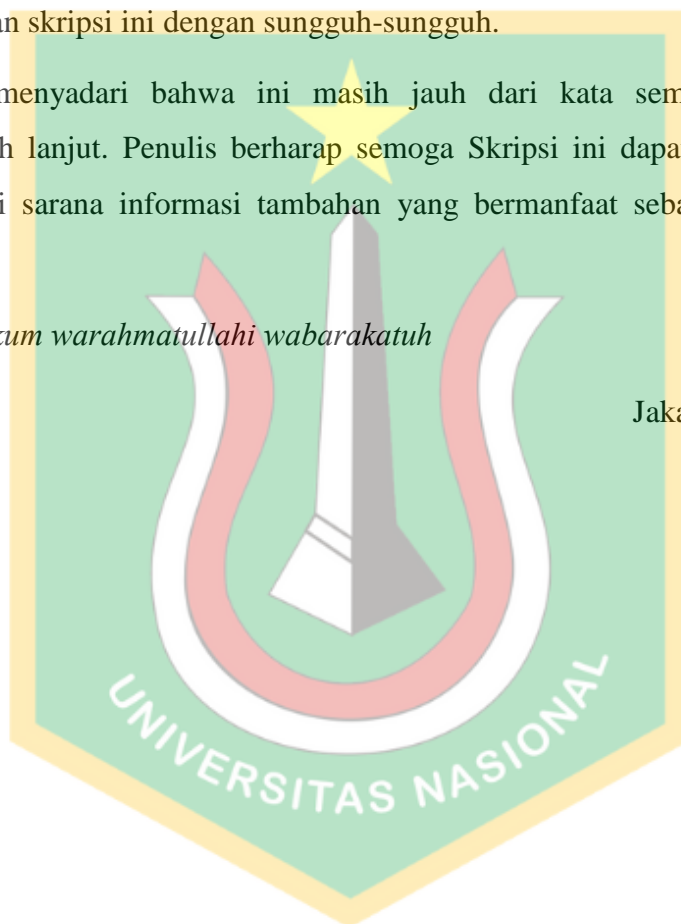 an skripsi ini dengan sungguh-sungguh.
menyadari bahwa ini masih jauh dari kata sem
h lanjut. Penulis berharap semoga Skripsi ini dapa
i sarana informasi tambahan yang bermanfaat seba
kum warahmatullahi wabarakatuh
Jaka
UNIVERSITAS NASIONAL